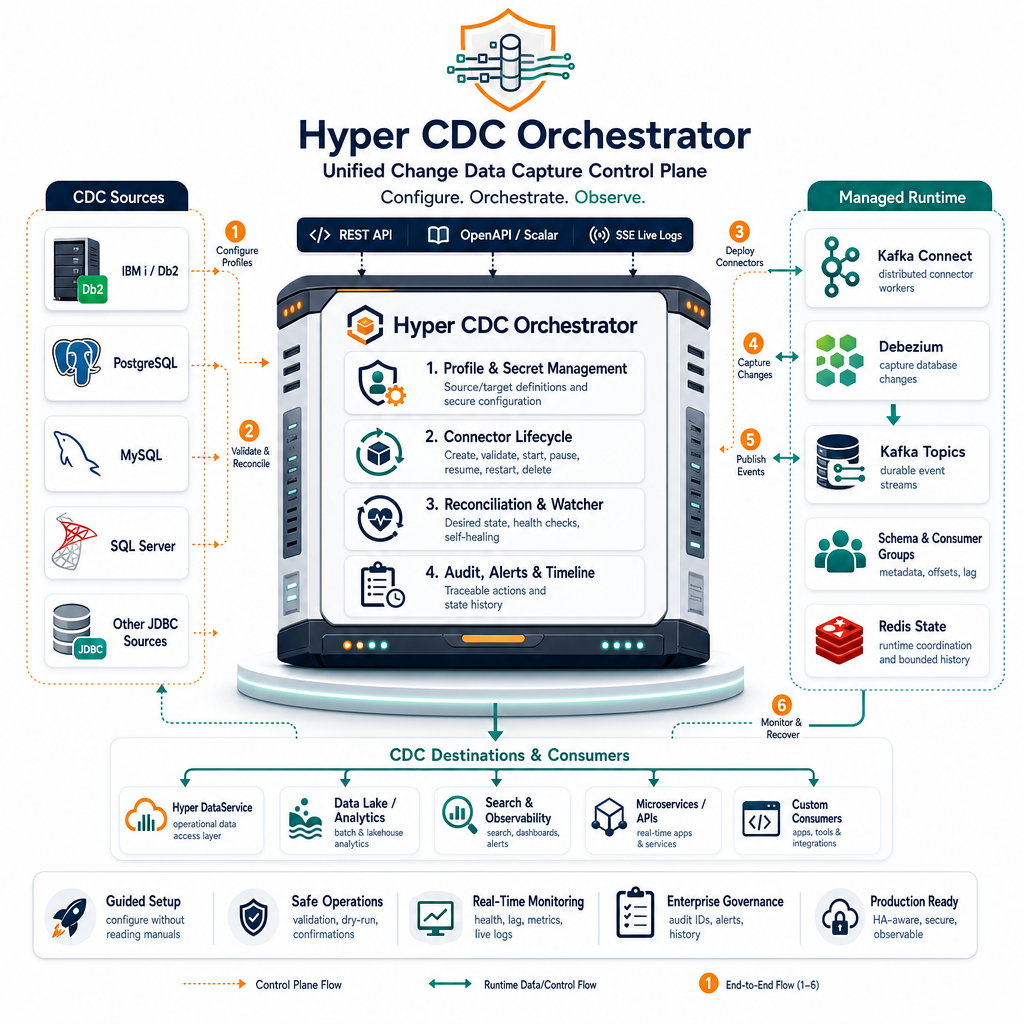 Hyper CDC Orchestrator
Unified Change Data Capture Control Plane
Configure. Orchestrate. Observe.
REST API
OpenAPI / Scalar
SSE Live Logs
CDC Sources
IBM i / Db2
Db2
PostgreSQL
MySQL
SQL Server
Other JDBC
Sources
JDBC
1
Configure
Profiles
2
Validate &
Reconcile
Hyper CDC Orchestrator
1. Profile & Secret Management
Source/target definitions and
secure configuration
2. Connector Lifecycle
Create, validate, start, pause,
resume, restart, delete
3. Reconciliation & Watcher
Desired state, health checks,
self-healing
4. Audit, Alerts & Timeline
Traceable actions and
state history
3
Deploy
Connectors
4
Capture
Changes
5
Publish
Events
Managed Runtime
Kafka Connect
distributed connector
workers
Debezium
capture database
changes
Kafka Topics
durable event
streams
Schema & Consumer
Groups
metadata, offsets, lag
Redis State
runtime coordination
and bounded history
6
Monitor &
Recover
CDC Destinations & Consumers
Hyper DataService
operational data
access layer
Data Lake /
Analytics
batch & lakehouse
analytics
Search &
Observability
search, dashboards,
alerts
Microservices /
APIs
real-time apps
& services
Custom
Consumers
apps, tools &
integrations
Guided Setup
configure without
reading manuals
Safe Operations
validation, dry-run,
confirmations
Real-Time Monitoring
health, lag, metrics,
live logs
Enterprise Governance
audit IDs, alerts,
history
Production Ready
HA-aware, secure,
observable
Control Plane Flow
Runtime Data/Control Flow
1
End-to-End Flow (1–6)